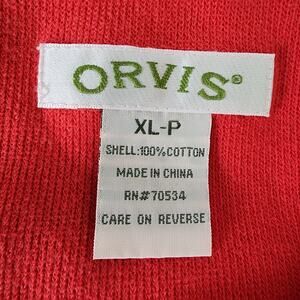 ORVIS®
XL-P
SHELL:100%COTTON
MADE IN CHINA
RN#70534
CARE ON REVERSE